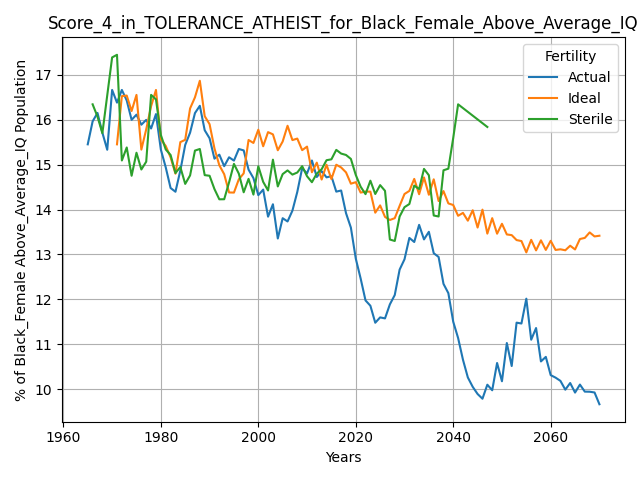 Score_4_in_TOLERANCE_ATHEIST_for_Black_Female_Above_Average_IQ
% of Black_Female Above_Average_IQ Population
17
16
15
14
13
12
11
10
Fertility
Actual
Ideal
Sterile
1960 1980 2000 2020 2040 2060
Years